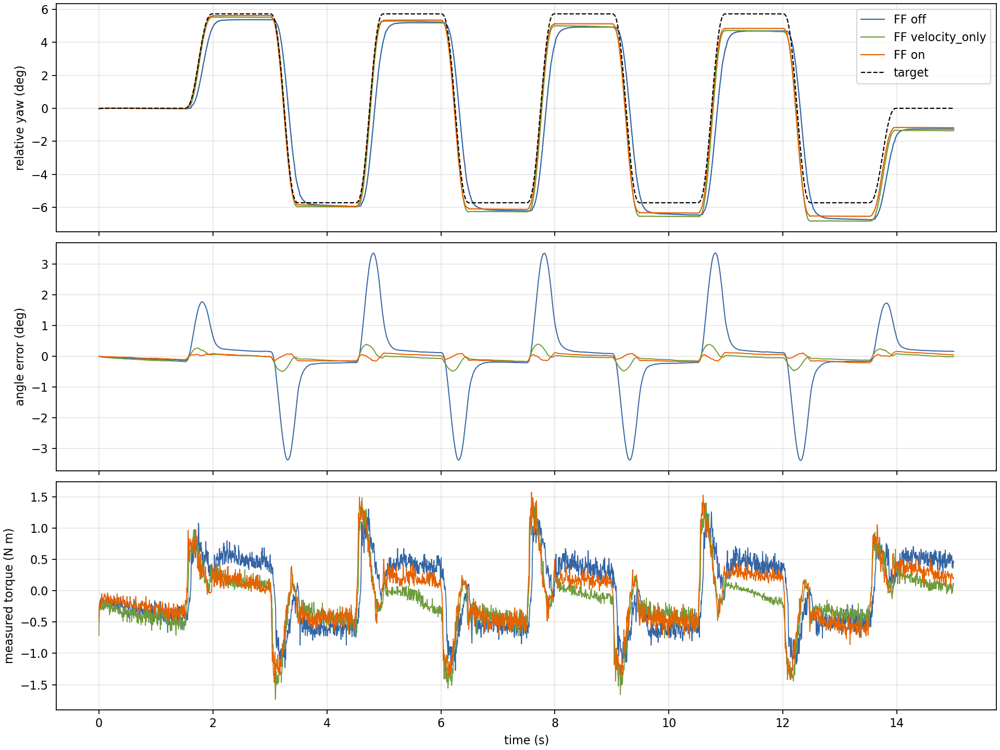 6
4
2
0
−2
−4
−6
relative yaw (deg)
FF off
FF velocity_only
FF on
target
3
2
1
0
−1
−2
−3
angle error (deg)
1.5
1.0
0.5
0.0
−0.5
−1.0
−1.5
measured torque (N m)
0 2 4 6 8 10 12 14
time (s)